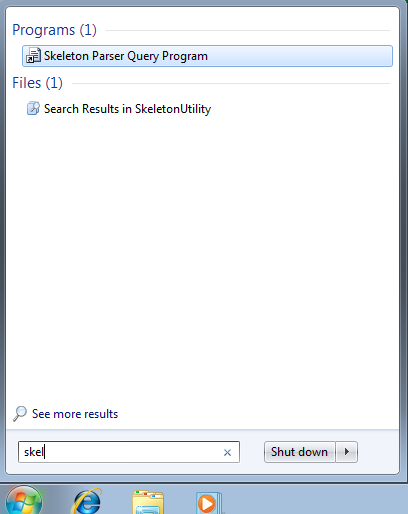 Programs (1)
Skeleton Parser Query Program
Files (1)
Search Results in SkeletonUtility
See more results
skel
Shut down